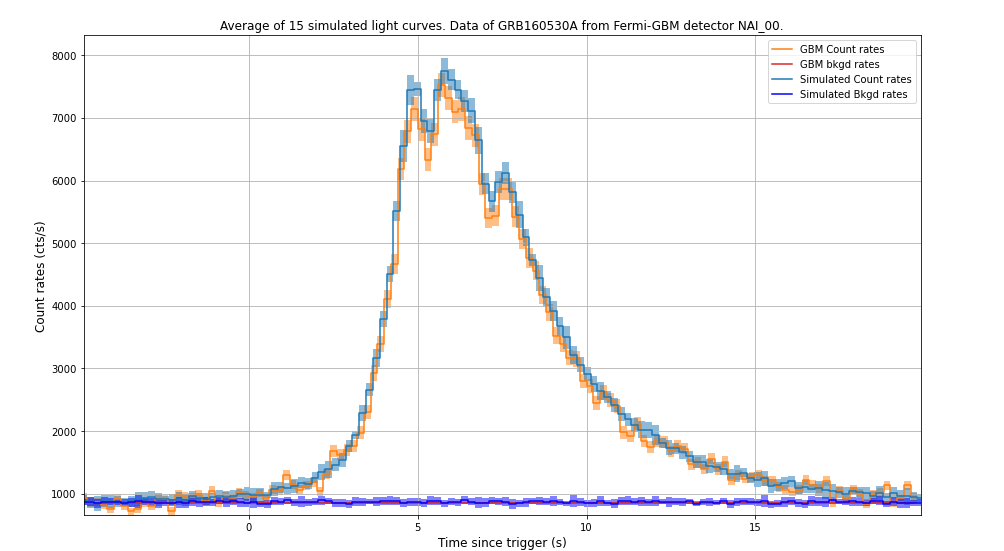 Average of 15 simulated light curves. Data of GRB160530A from Fermi-GBM detector NAI_00.
GBM Count rates
GBM bkgd rates
Simulated Count rates
Simulated Bkgd rates
Count rates (cts/s)
8000
7000
6000
5000
4000
3000
2000
1000
0
5
10
15
Time since trigger (s)